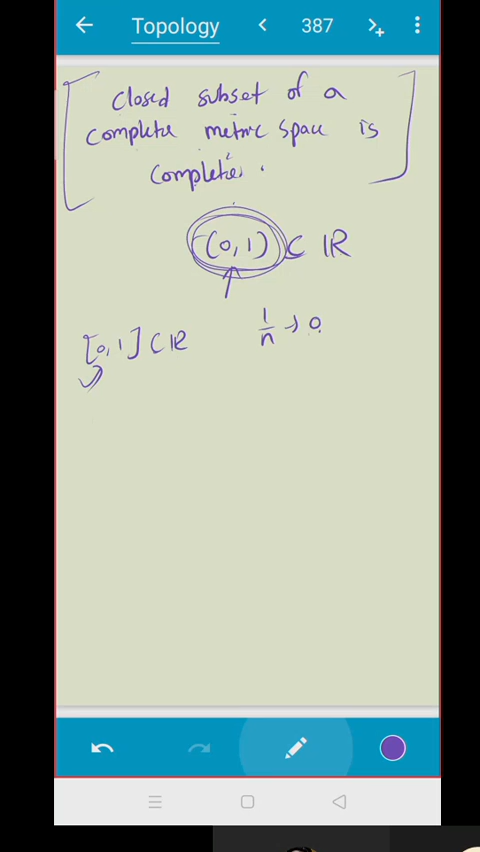 Topology
387
closed subset of a
complete metric space is
complete.
(0,1) ⊂ ℝ
1/n → 0
[0,1] ⊂ ℝ